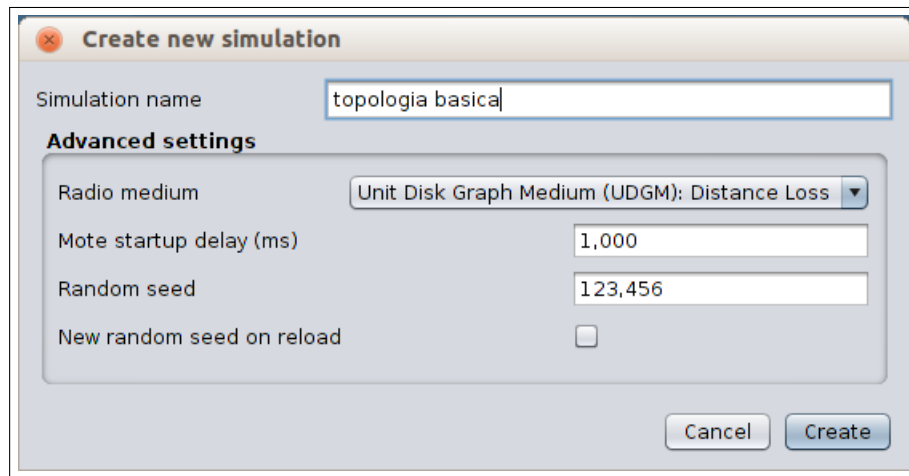 Create new simulation
Simulation name topologia basica
Advanced settings
Radio medium Unit Disk Graph Medium (UDGM): Distance Loss
Mote startup delay (ms) 1,000
Random seed 123,456
New random seed on reload
Cancel Create